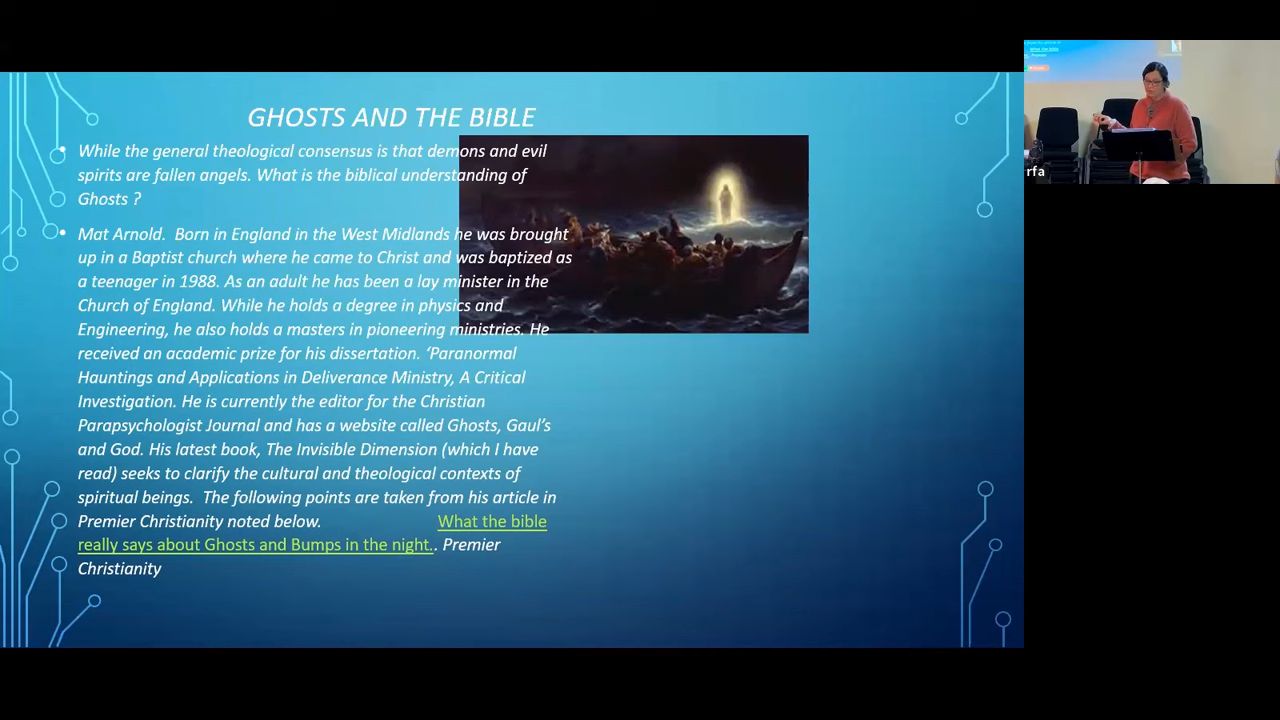 GHOSTS AND THE BIBLE
While the general theological consensus is that demons and evil
spirits are fallen angels. What is the biblical understanding of
Ghosts ?
Mat Arnold.  Born in England in the West Midlands he was brought
up in a Baptist church where he came to Christ and was baptized as
a teenager in 1988. As an adult he has been a lay minister in the
Church of England. While he holds a degree in physics and
Engineering, he also holds a masters in pioneering ministries. He
received an academic prize for his dissertation. ‘Paranormal
Hauntings and Applications in Deliverance Ministry, A Critical
Investigation. He is currently the editor for the Christian
Parapsychologist Journal and has a website called Ghosts, Gaul’s
and God. His latest book, The Invisible Dimension (which I have
read) seeks to clarify the cultural and theological contexts of
spiritual beings.  The following points are taken from his article in
Premier Christianity noted below. What the bible
really says about Ghosts and Bumps in the night.. Premier
Christianity
rfa